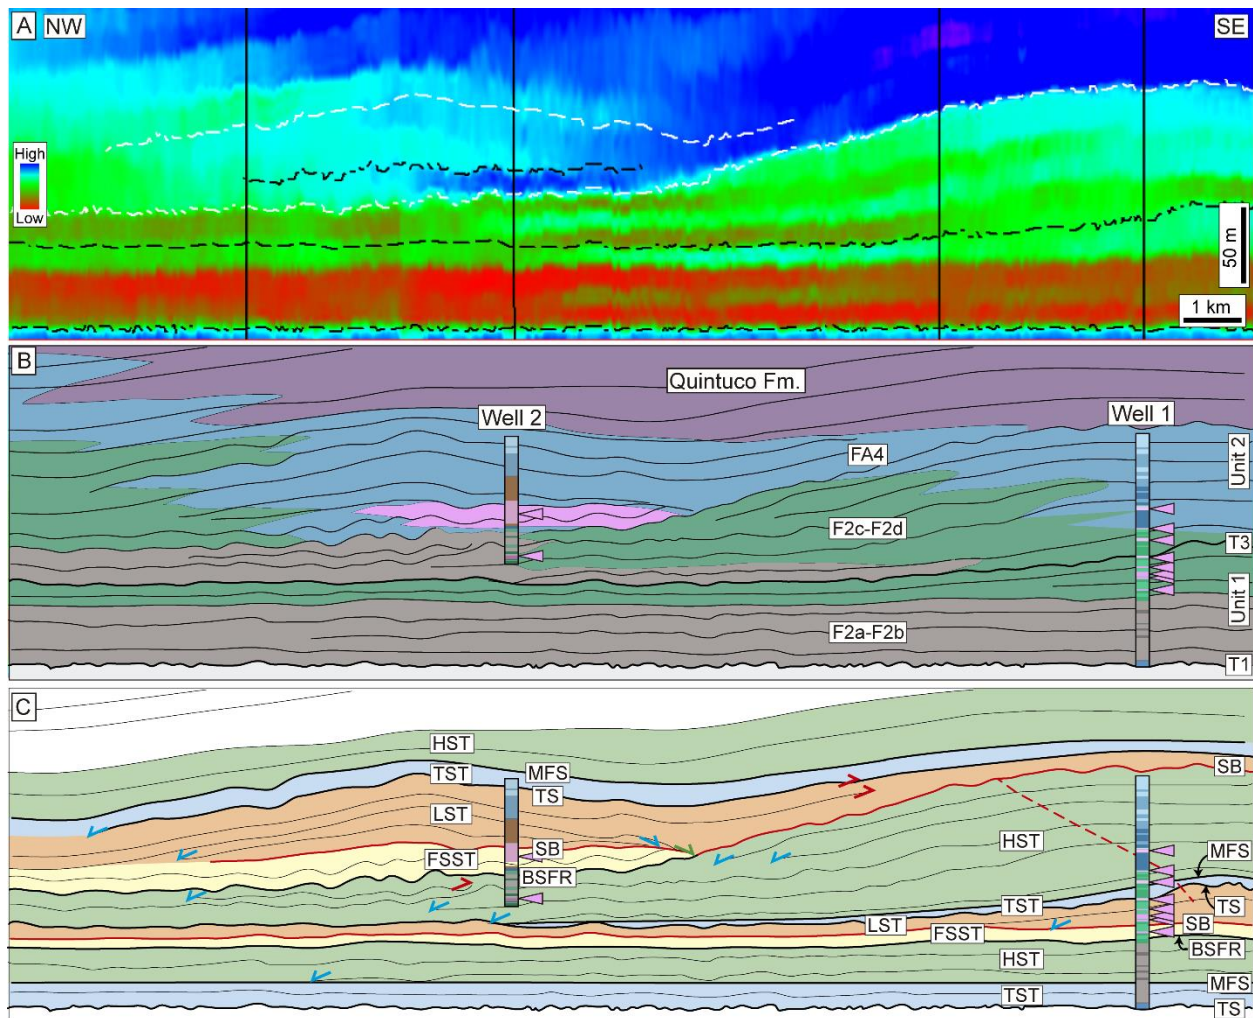 A NW SE
High
Low
50 m
1 km
B
Quintuco Fm.
Well 2
Well 1
FA4
Unit 2
F2c-F2d
T3
Unit 1
F2a-F2b
T1
C
HST
TST
MFS
SB
TS
LST
HST
SB
FSST
MFS
BSFR
TST
TS
LST
FSST
SB
HST
BSFR
MFS
TST
TS